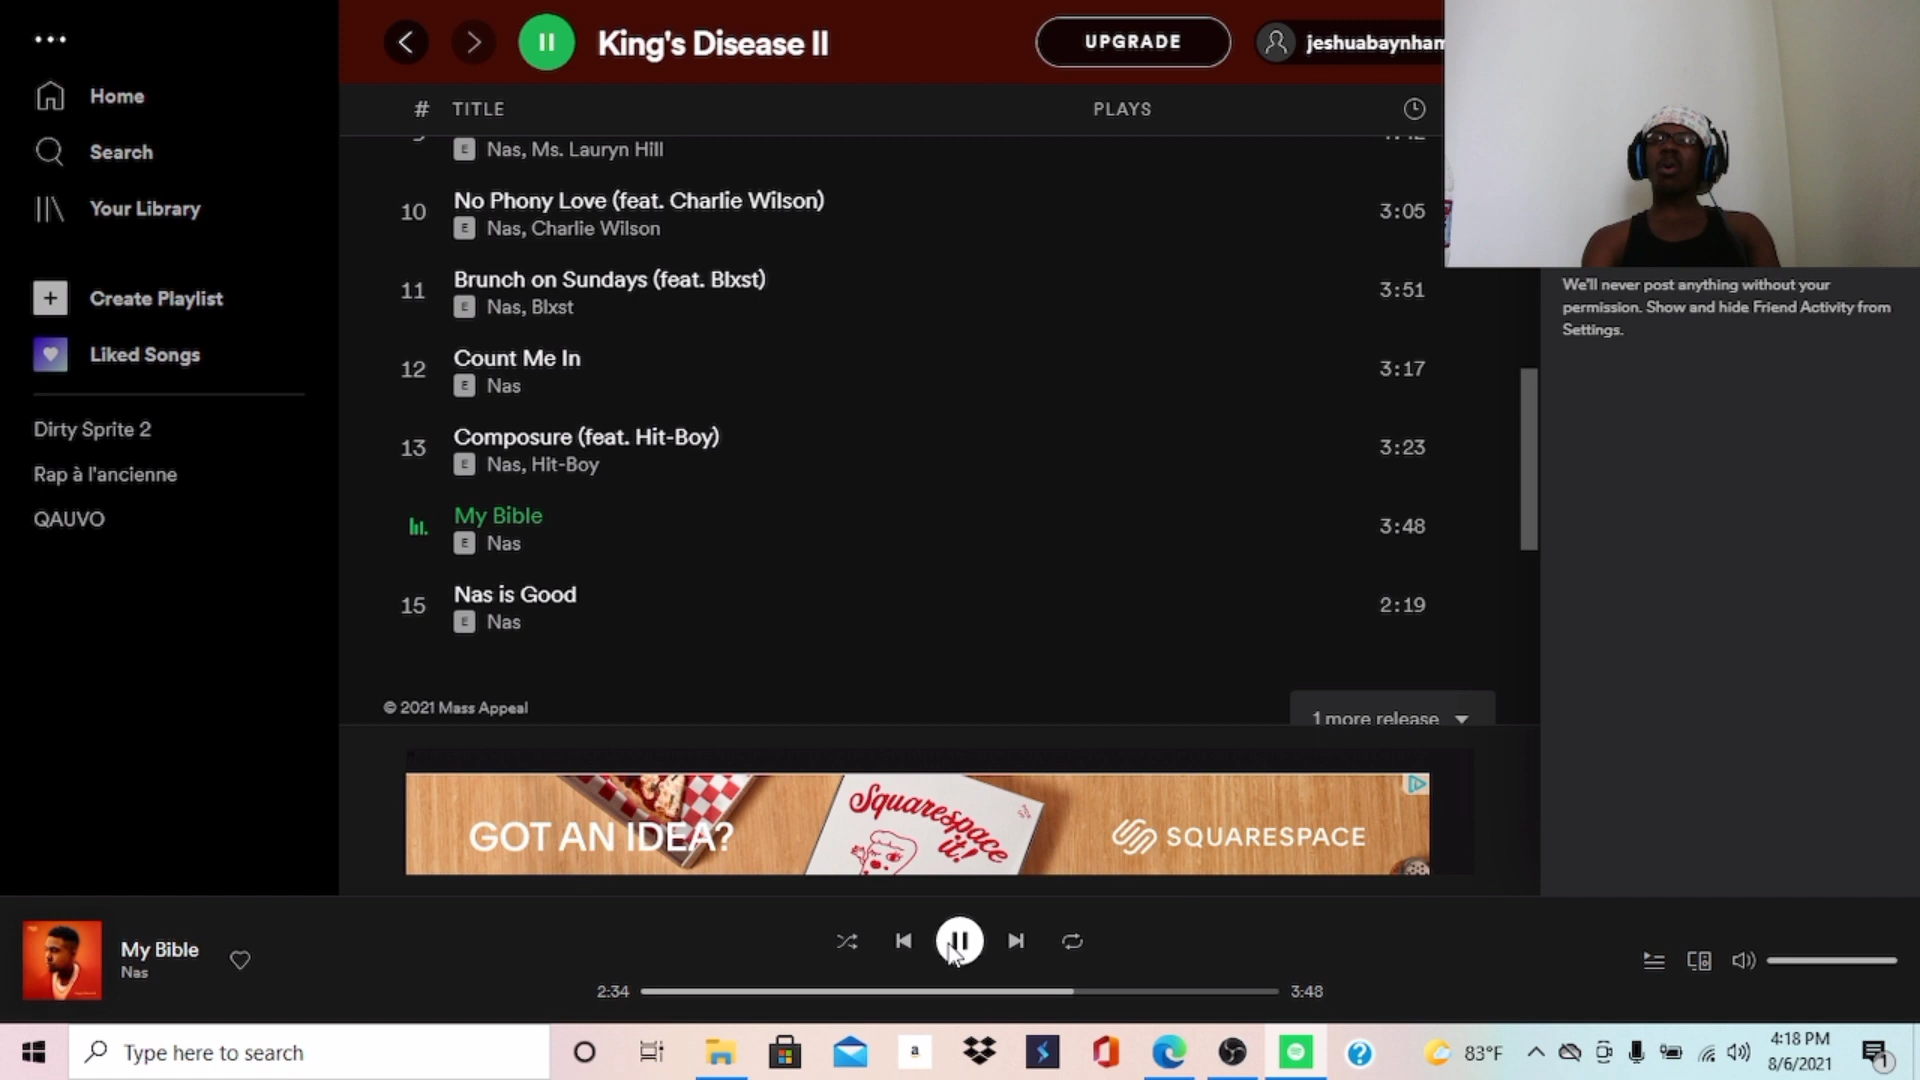 King's Disease II
UPGRADE
jeshuabaynham
Home
Search
Your Library
Create Playlist
Liked Songs
Dirty Sprite 2
Rap à l'ancienne
QAUVO
# TITLE PLAYS
E Nas, Ms. Lauryn Hill
10 No Phony Love (feat. Charlie Wilson) 3:05
E Nas, Charlie Wilson
11 Brunch on Sundays (feat. Blxst) 3:51
E Nas, Blxst
12 Count Me In 3:17
E Nas
13 Composure (feat. Hit-Boy) 3:23
E Nas, Hit-Boy
My Bible 3:48
E Nas
15 Nas is Good 2:19
E Nas
© 2021 Mass Appeal
1 more release
We'll never post anything without your
permission. Show and hide Friend Activity from
Settings.
GOT AN IDEA?
Squarespace
it!
SQUARESPACE
My Bible
Nas
2:34 3:48
Type here to search
a
83°F
4:18 PM
8/6/2021
1